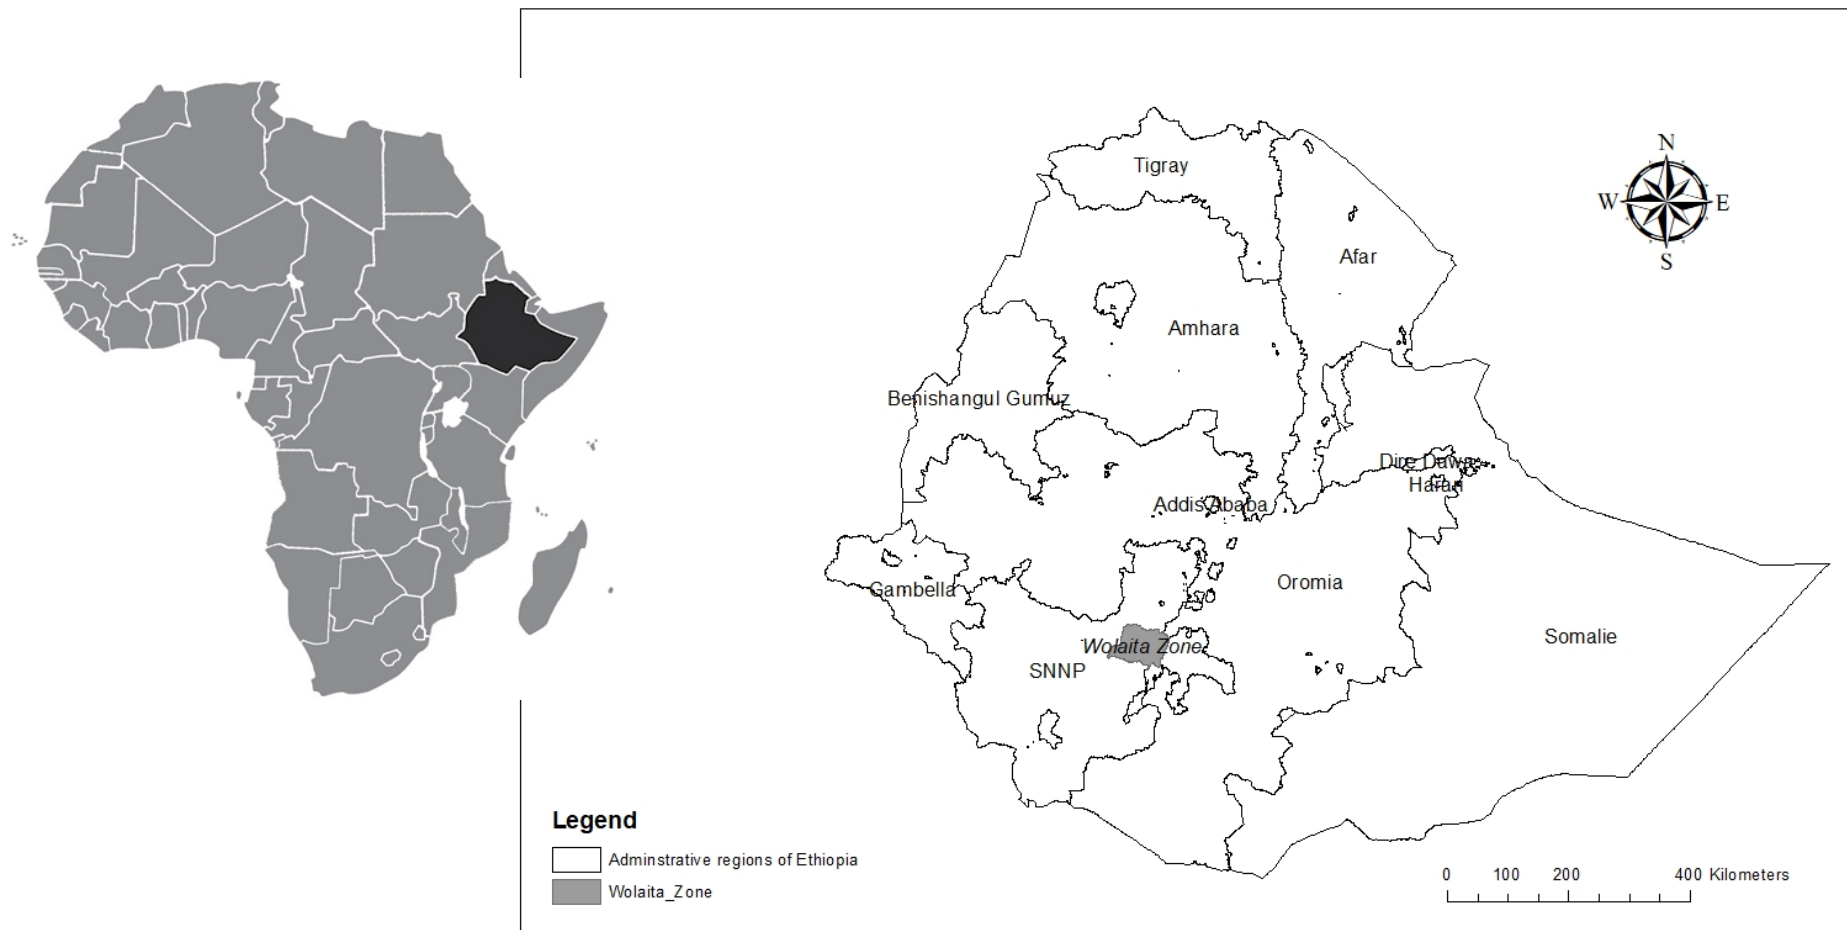 N
W E
S
Tigray
Afar
Amhara
Benishangul Gumuz
Dire Dawa
Harari
Addis Ababa
Oromia
Gambella
Somalie
Wolaita Zone
SNNP
Legend
Adminstrative regions of Ethiopia
Wolaita_Zone
0 100 200 400 Kilometers